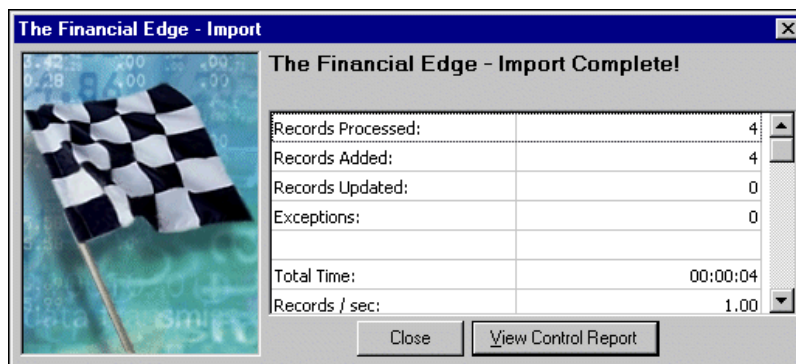 The Financial Edge - Import
The Financial Edge - Import Complete!
Records Processed: 4
Records Added: 4
Records Updated: 0
Exceptions: 0
Total Time: 00:00:04
Records / sec: 1.00
Close View Control Report